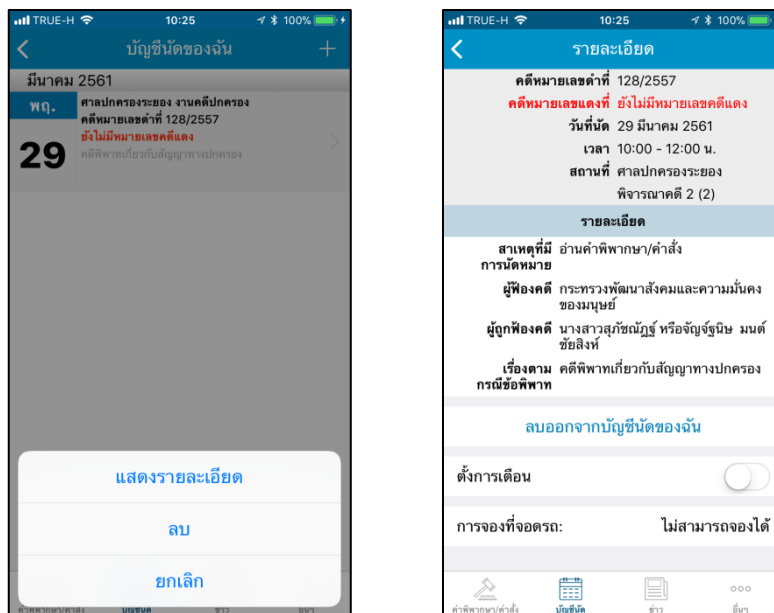 TRUE-H 10:25 100%
บัญชีนัดของฉัน
มีนาคม 2561
พฤ.
29
ศาลปกครองระยอง งานคดีปกครอง
คดีหมายเลขดำที่ 128/2557
ยังไม่มีหมายเลขคดีแดง
คดีพิพาทเกี่ยวกับสัญญาทางปกครอง
แสดงรายละเอียด
ลบ
ยกเลิก
คำพิพากษา/คำสั่ง บัญชีนัด ข่าว อื่นๆ
TRUE-H 10:25 100%
รายละเอียด
คดีหมายเลขดำที่ 128/2557
คดีหมายเลขแดงที่ ยังไม่มีหมายเลขคดีแดง
วันที่นัด 29 มีนาคม 2561
เวลา 10:00 - 12:00 น.
สถานที่ ศาลปกครองระยอง
พิจารณาคดี 2 (2)
รายละเอียด
สาเหตุที่มี อ่านคำพิพากษา/คำสั่ง
การนัดหมาย
ผู้ฟ้องคดี กระทรวงพัฒนาสังคมและความมั่นคง
ของมนุษย์
ผู้ถูกฟ้องคดี นางสาวสุภัชณัฏฐ์ หรือจัญจ์ฐนิษ มนต์
ชัยสิงห์
เรื่องตาม คดีพิพาทเกี่ยวกับสัญญาทางปกครอง
กรณีข้อพิพาท
ลบออกจากบัญชีนัดของฉัน
ตั้งการเตือน
การจองที่จอดรถ: ไม่สามารถจองได้
คำพิพากษา/คำสั่ง บัญชีนัด ข่าว อื่นๆ